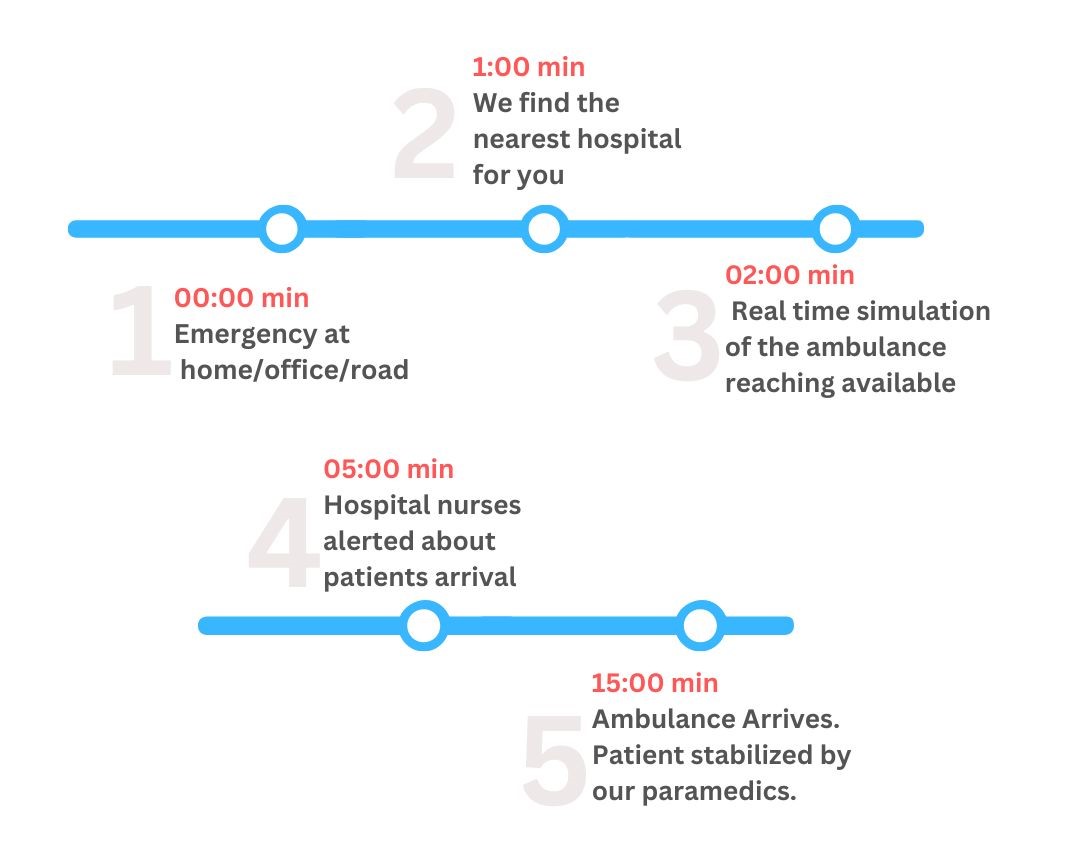 1
00:00 min
Emergency at
home/office/road
2
1:00 min
We find the
nearest hospital
for you
3
02:00 min
Real time simulation
of the ambulance
reaching available
4
05:00 min
Hospital nurses
alerted about
patients arrival
5
15:00 min
Ambulance Arrives.
Patient stabilized by
our paramedics.